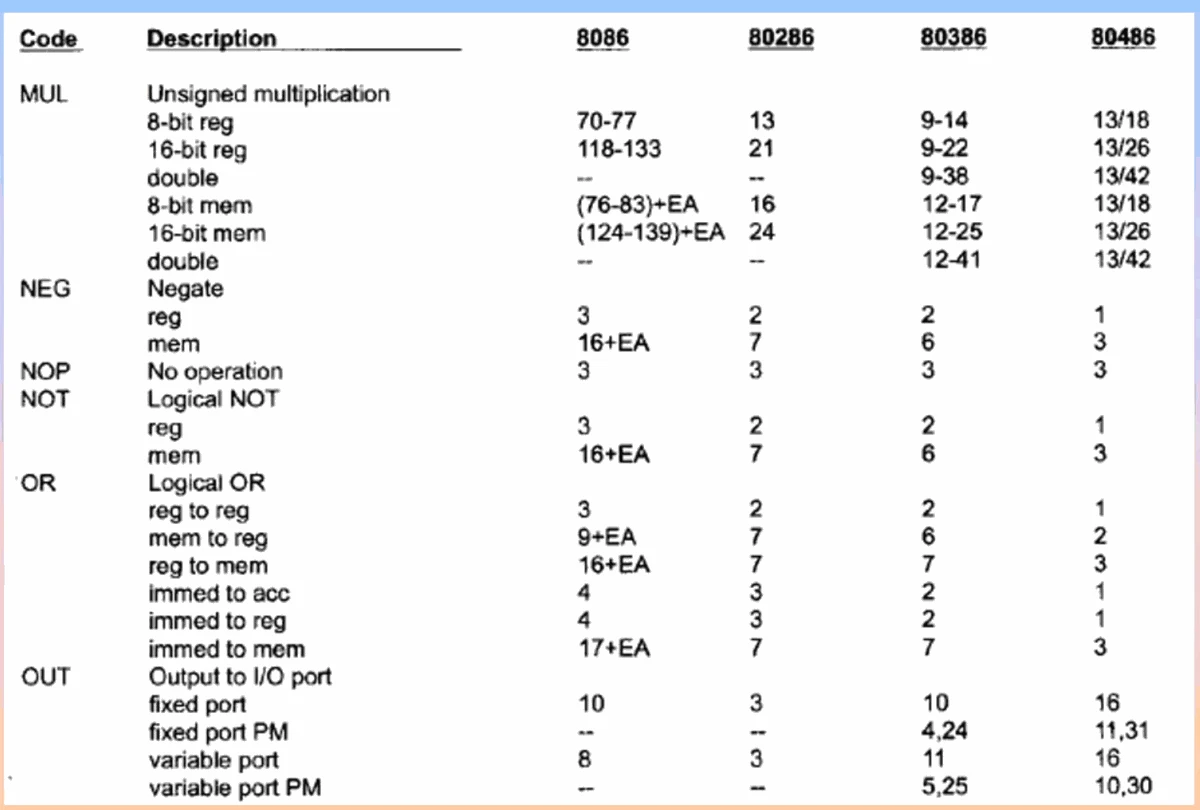 Code Description 8086 80286 80386 80486
MUL Unsigned multiplication
8-bit reg 70-77 13 9-14 13/18
16-bit reg 118-133 21 9-22 13/26
double -- -- 9-38 13/42
8-bit mem (76-83)+EA 16 12-17 13/18
16-bit mem (124-139)+EA 24 12-25 13/26
double -- -- 12-41 13/42
NEG Negate
reg 3 2 2 1
mem 16+EA 7 6 3
NOP No operation 3 3 3 3
NOT Logical NOT
reg 3 2 2 1
mem 16+EA 7 6 3
OR Logical OR
reg to reg 3 2 2 1
mem to reg 9+EA 7 6 2
reg to mem 16+EA 7 7 3
immed to acc 4 3 2 1
immed to reg 4 3 2 1
immed to mem 17+EA 7 7 3
OUT Output to I/O port
fixed port 10 3 10 16
fixed port PM -- -- 4,24 11,31
variable port 8 3 11 16
variable port PM -- -- 5,25 10,30